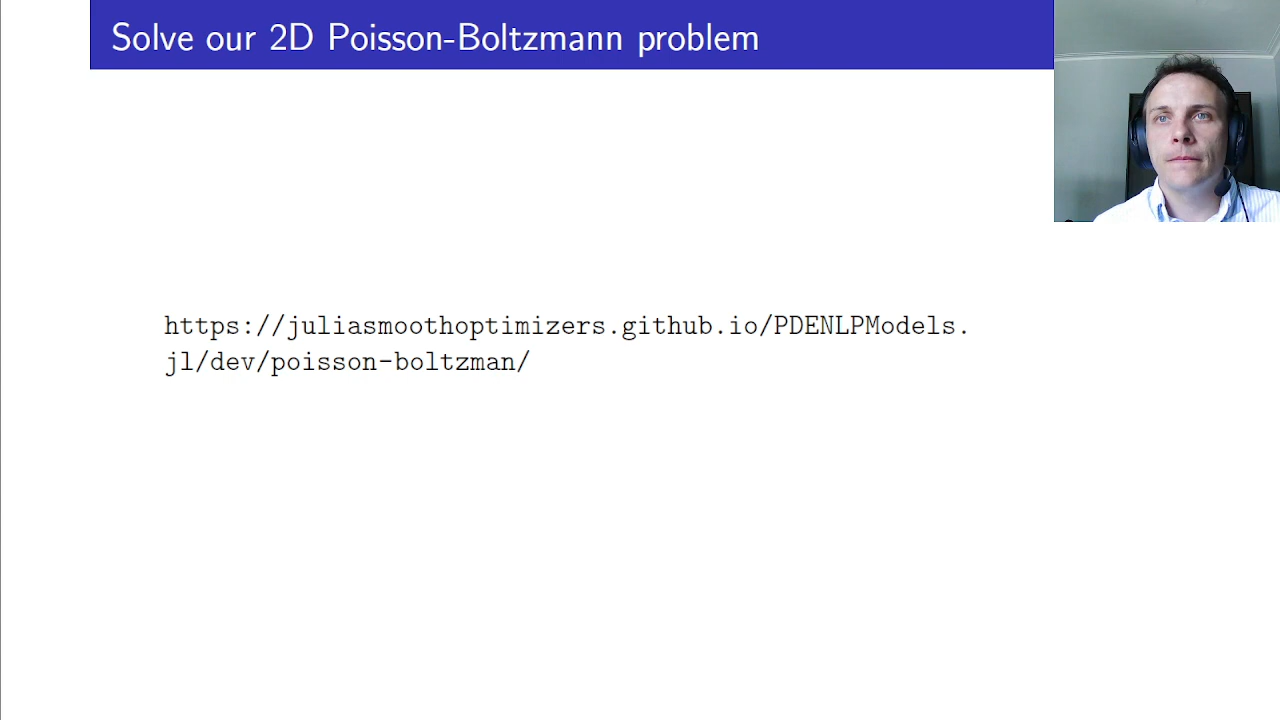 Solve our 2D Poisson-Boltzmann problem
https://juliasmoothoptimizers.github.io/PDENLPModels.
jl/dev/poisson-boltzman/